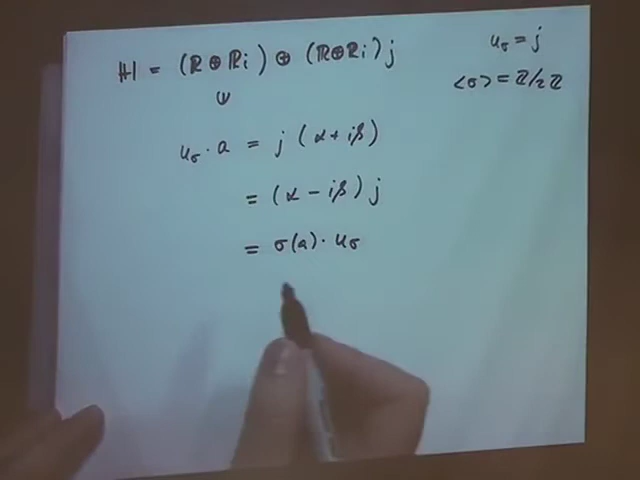 ℍ = (ℝ ⊕ ℝi) ⊕ (ℝ⊕ℝi)j
ψ
u_σ · a = j (α + iβ)
= (α - iβ) j
= σ(a) · u_σ
u_σ = j
<σ> = ℤ/2ℤ